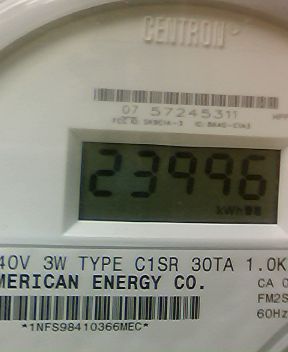 CENTRON
07 57245311
23996
kWh
40V 3W TYPE C1SR 30TA 1.0K
MERICAN ENERGY CO.
CA 0
FM2S
60Hz
*1NFS98410366MEC*